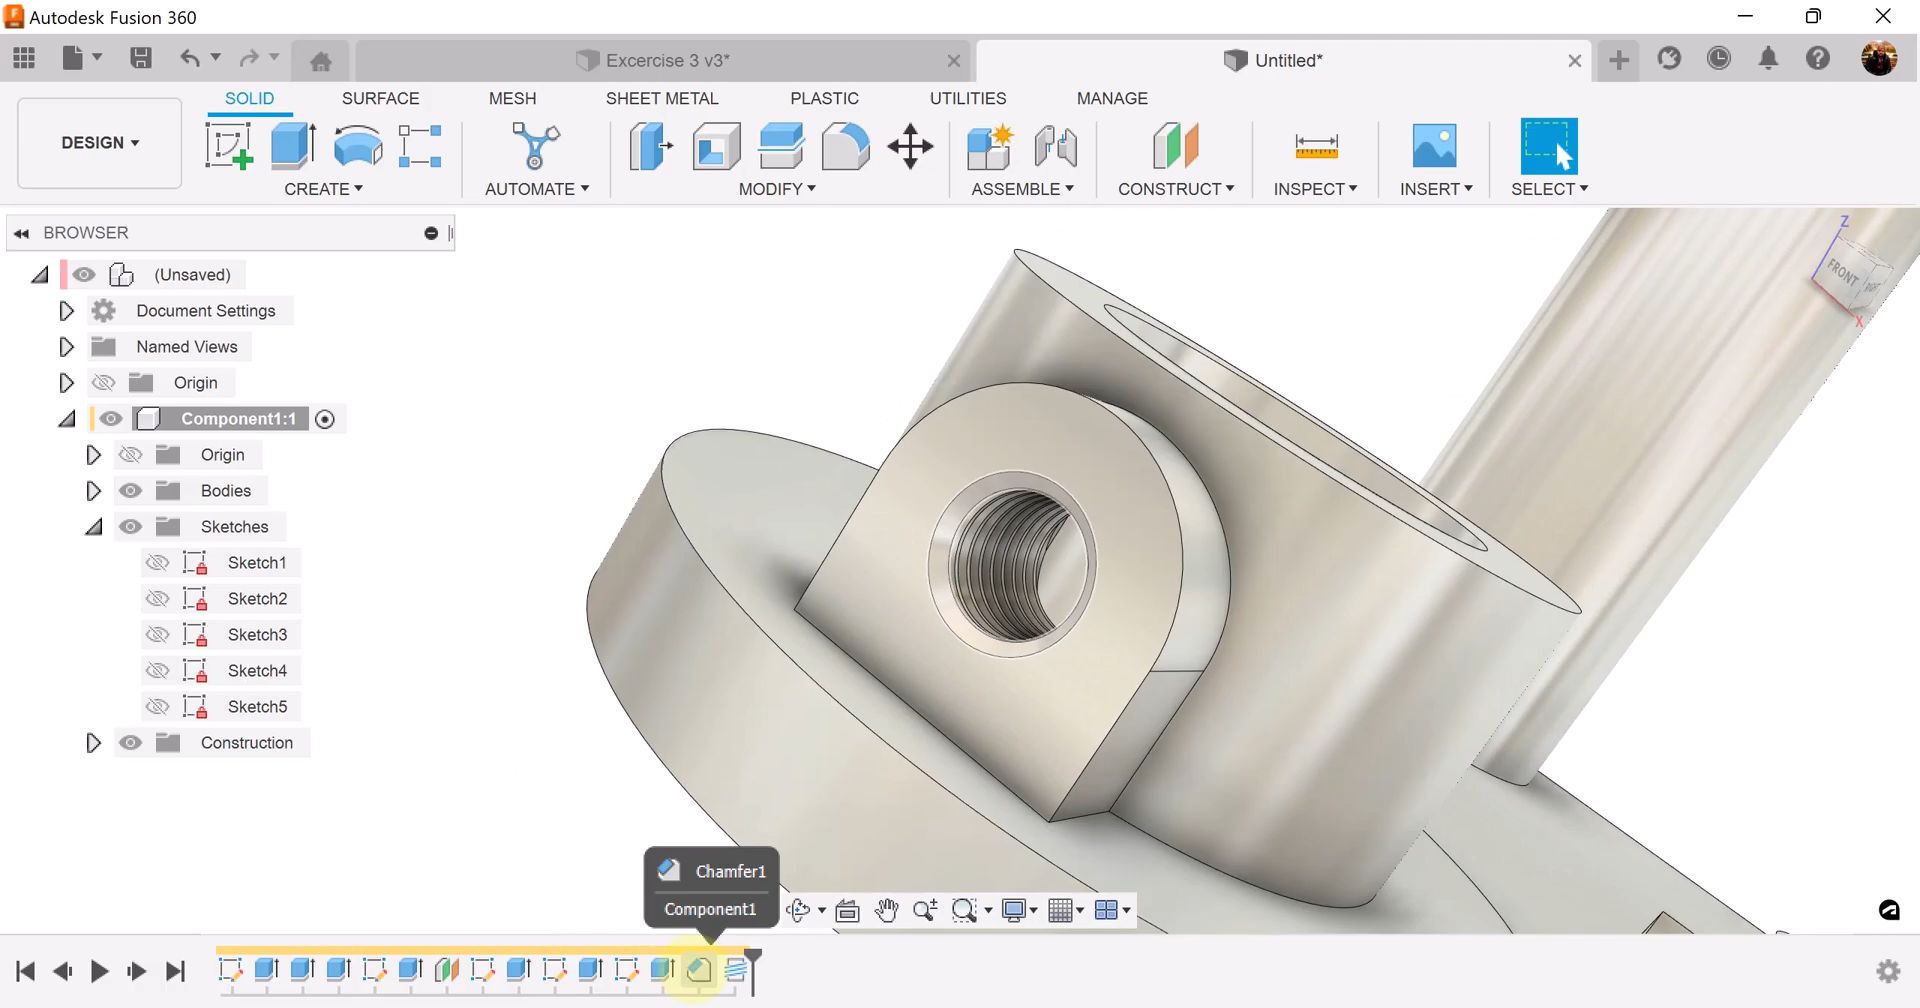 Autodesk Fusion 360
Excercise 3 v3*
Untitled*
SOLID SURFACE MESH SHEET METAL PLASTIC UTILITIES MANAGE
DESIGN
CREATE AUTOMATE MODIFY ASSEMBLE CONSTRUCT INSPECT INSERT SELECT
BROWSER
(Unsaved)
Document Settings
Named Views
Origin
Component1:1
Origin
Bodies
Sketches
Sketch1
Sketch2
Sketch3
Sketch4
Sketch5
Construction
Z
FRONT
RIGHT
X
Chamfer1
Component1